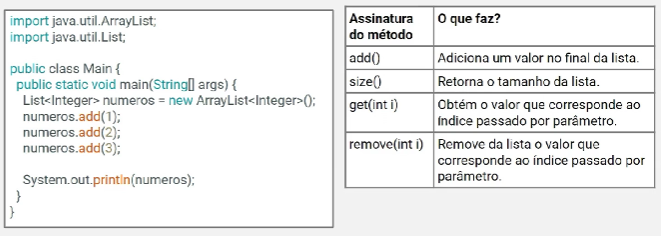 import java.util.ArrayList;
import java.util.List;
public class Main {
public static void main(String[] args) {
List<Integer> numeros = new ArrayList<Integer>();
numeros.add(1);
numeros.add(2);
numeros.add(3);
System.out.println(numeros);
}
}
Assinatura do método
O que faz?
add()
Adiciona um valor no final da lista.
size()
Retorna o tamanho da lista.
get(int i)
Obtém o valor que corresponde ao
índice passado por parâmetro.
remove(int i)
Remove da lista o valor que
corresponde ao índice passado por
parâmetro.